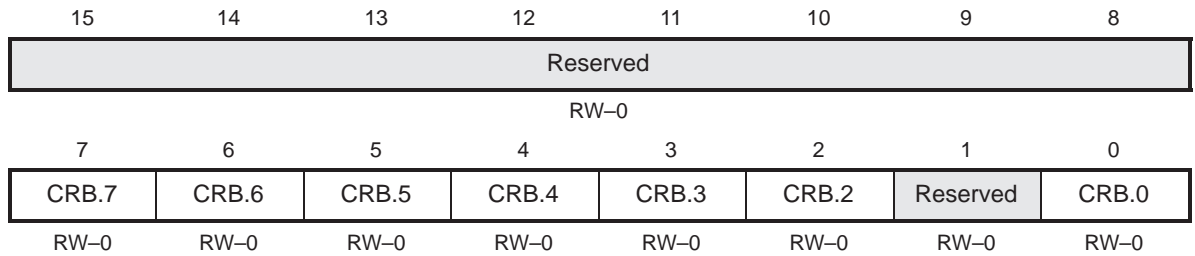 15 14 13 12 11 10 9 8
Reserved
RW–0
7 6 5 4 3 2 1 0
CRB.7 CRB.6 CRB.5 CRB.4 CRB.3 CRB.2 Reserved CRB.0
RW–0 RW–0 RW–0 RW–0 RW–0 RW–0 RW–0 RW–0